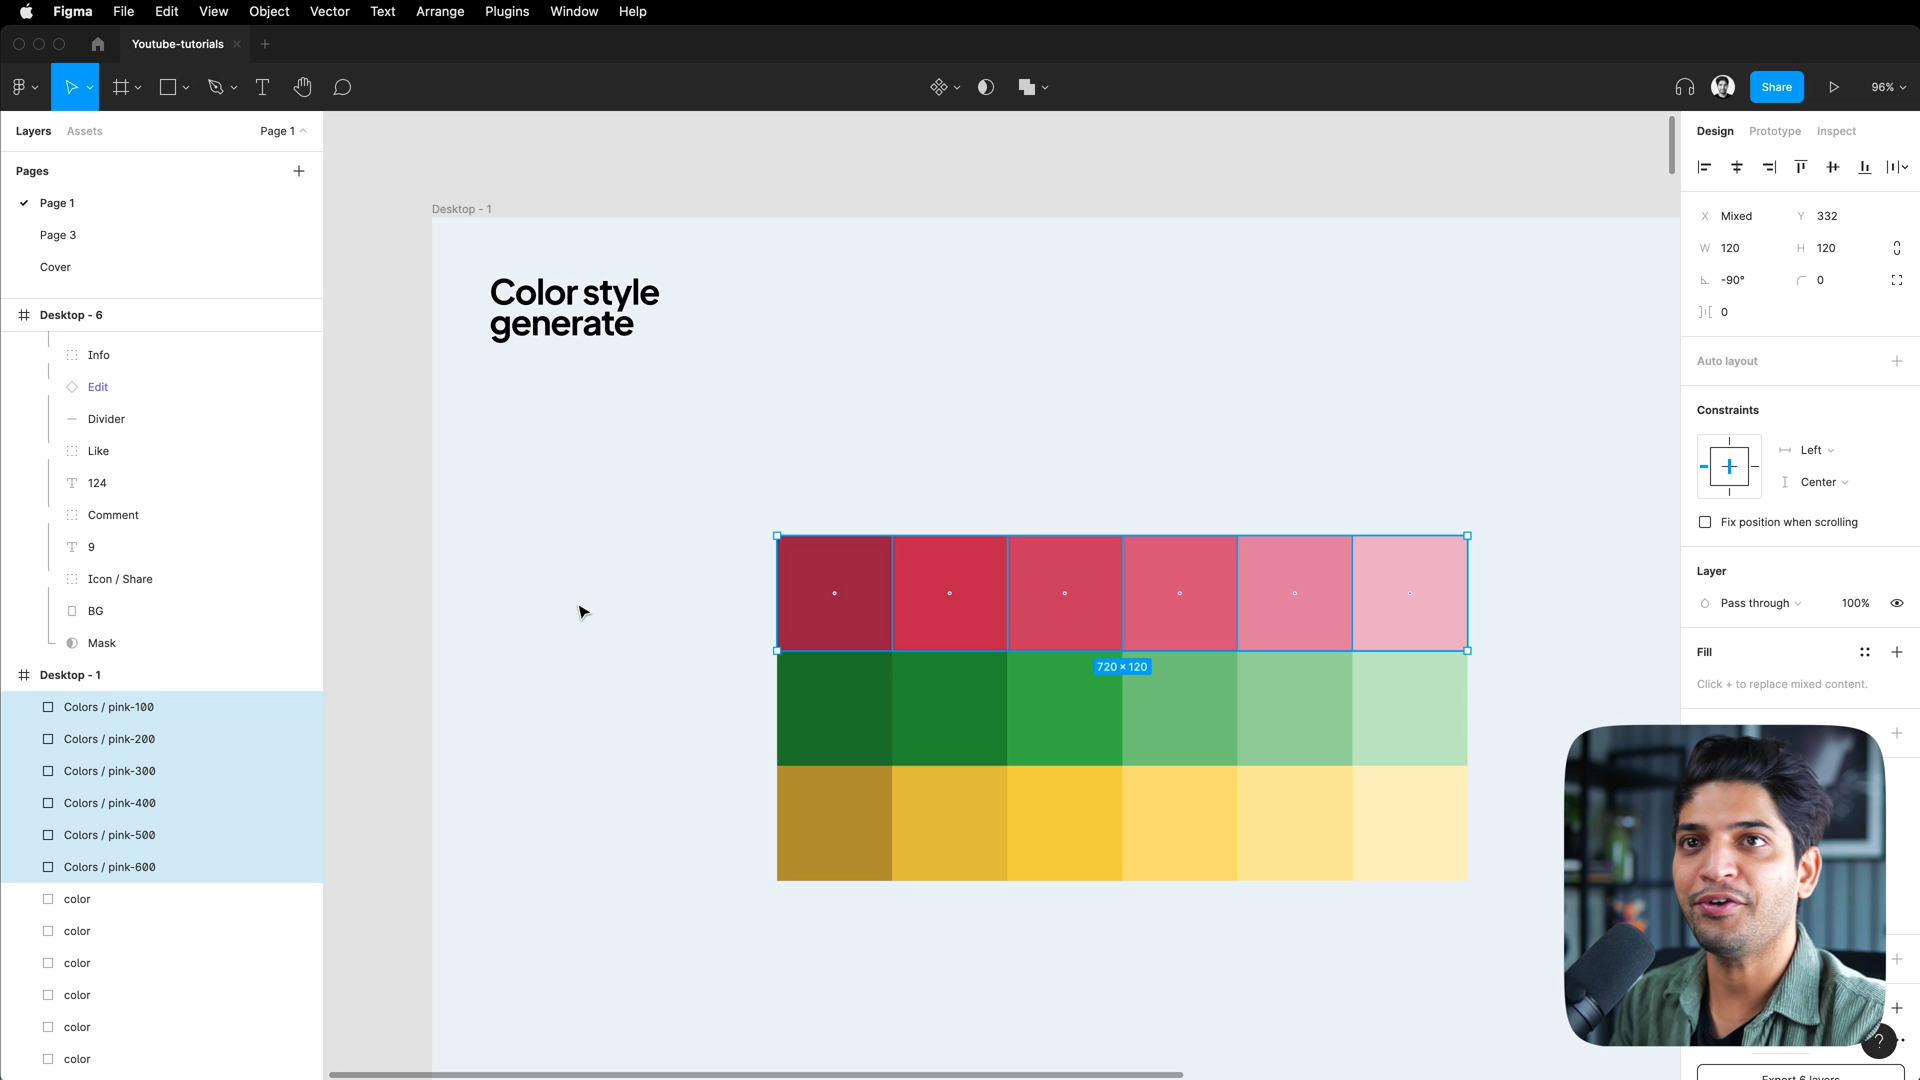 Figma File Edit View Object Vector Text Arrange Plugins Window Help
Youtube-tutorials
Share
96%
Layers Assets Page 1
Pages
Page 1
Page 3
Cover
Desktop - 6
Info
Edit
Divider
Like
124
Comment
9
Icon / Share
BG
Mask
Desktop - 1
Colors / pink-100
Colors / pink-200
Colors / pink-300
Colors / pink-400
Colors / pink-500
Colors / pink-600
color
color
color
color
color
color
Desktop - 1
Color style
generate
720 × 120
Design Prototype Inspect
X Mixed Y 332
W 120 H 120
-90° 0
0
Auto layout
Constraints
Left
Center
Fix position when scrolling
Layer
Pass through 100%
Fill
Click + to replace mixed content.
?
Export 6 layers